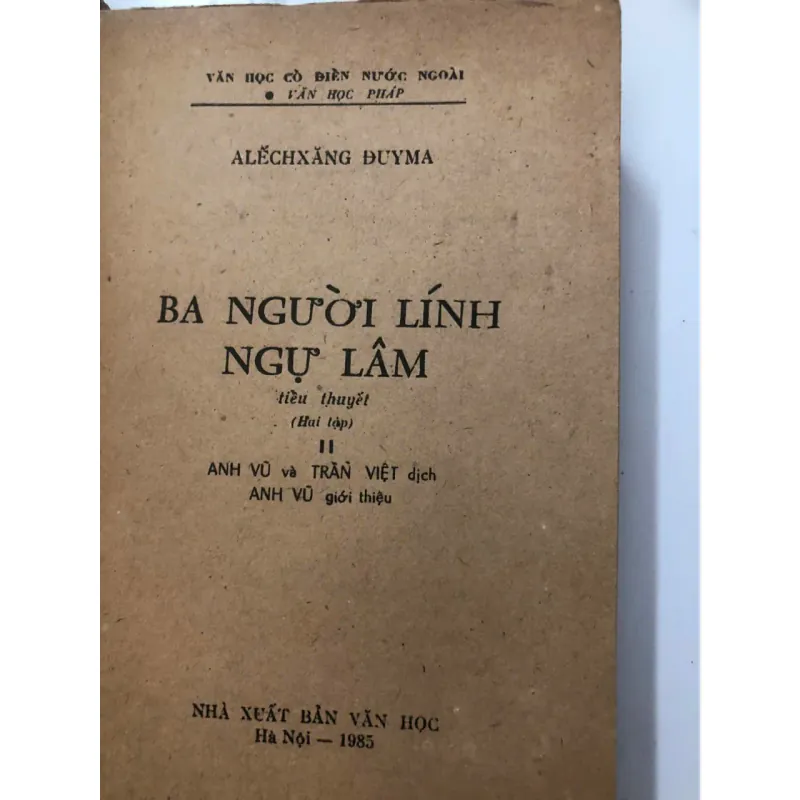 VĂN HỌC CỔ ĐIỂN NƯỚC NGOÀI
● VĂN HỌC PHÁP
ALẾCHXĂNG ĐUYMA
BA NGƯỜI LÍNH
NGỰ LÂM
tiểu thuyết
(Hai tập)
II
ANH VŨ và TRẦN VIỆT dịch
ANH VŨ giới thiệu
NHÀ XUẤT BẢN VĂN HỌC
Hà Nội — 1985